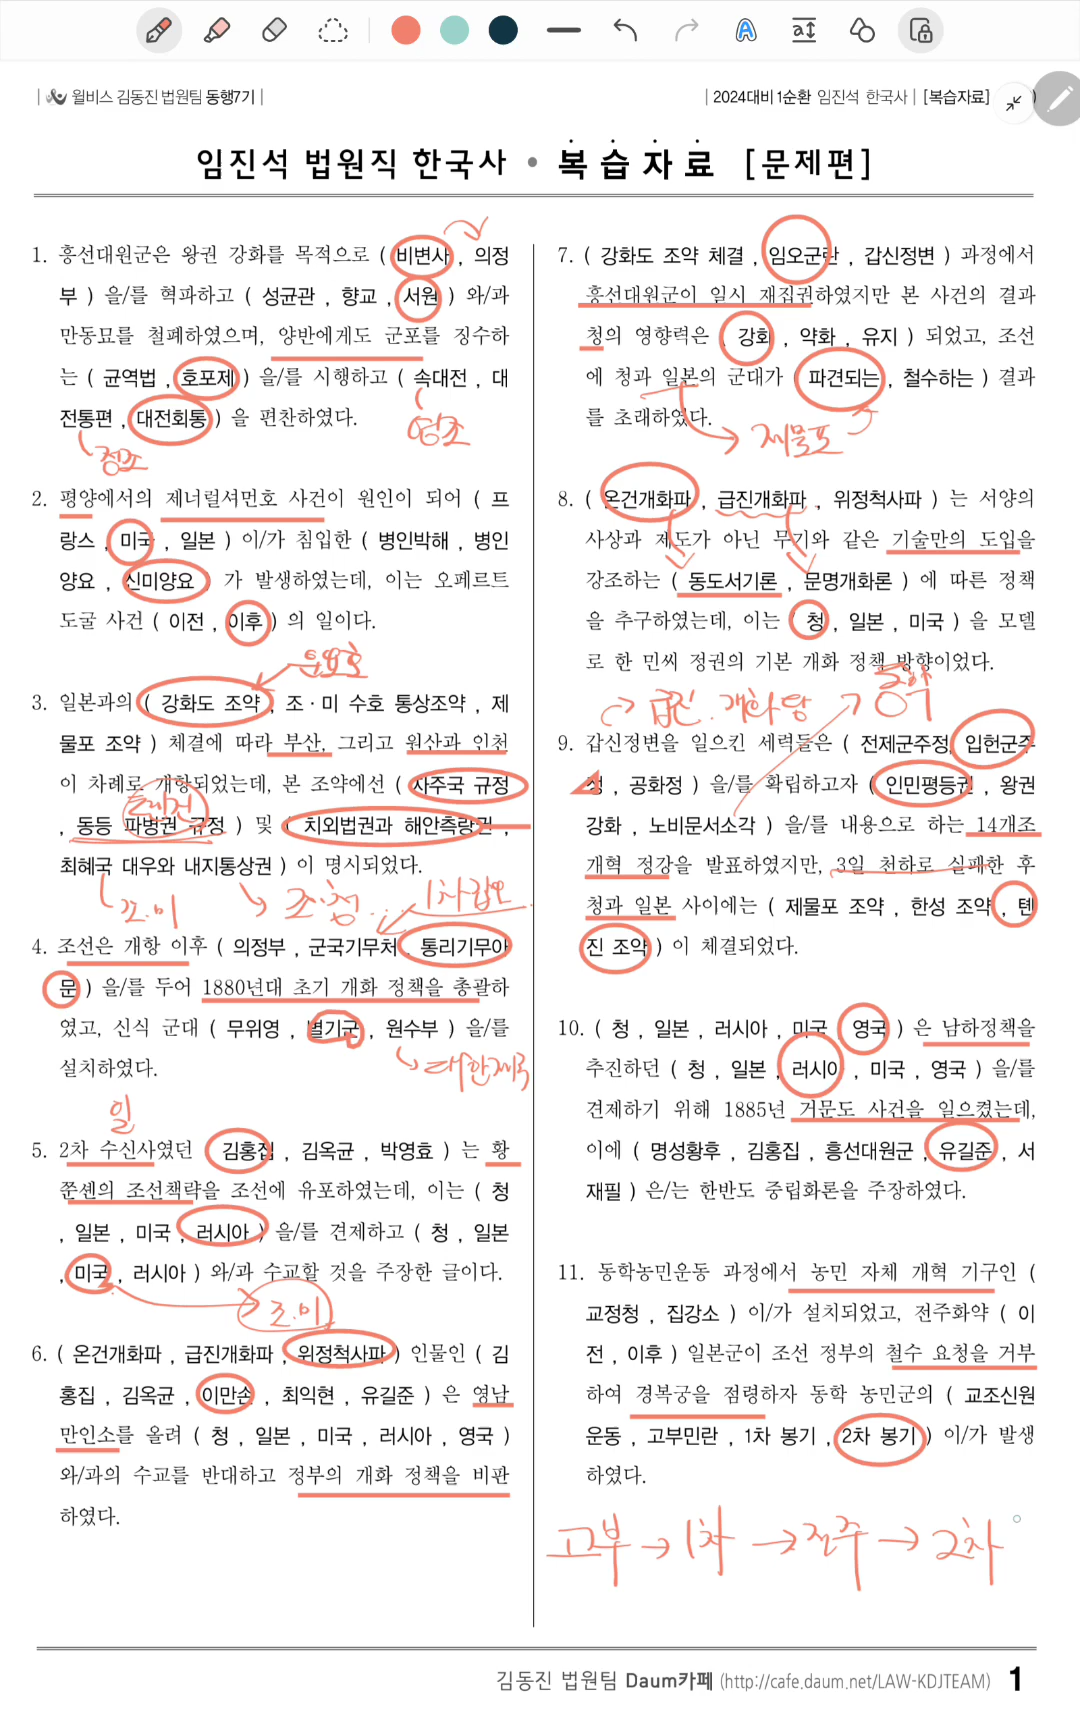 윌비스 김동진 법원팀 동행7기
2024대비 1순환 임진석 한국사 | [복습자료]
임진석 법원직 한국사 • 복습자료 [문제편]
1. 흥선대원군은 왕권 강화를 목적으로 ( 비변사 , 의정
부 ) 을/를 혁파하고 ( 성균관 , 향교 , 서원 ) 와/과
만동묘를 철폐하였으며, 양반에게도 군포를 징수하
는 ( 균역법 , 호포제 ) 을/를 시행하고 ( 속대전 , 대
전통편 , 대전회통 ) 을 편찬하였다.
영조
정조
2. 평양에서의 제너럴셔먼호 사건이 원인이 되어 ( 프
랑스 , 미국 , 일본 ) 이/가 침입한 ( 병인박해 , 병인
양요 , 신미양요 ) 가 발생하였는데, 이는 오페르트
도굴 사건 ( 이전 , 이후 ) 의 일이다.
운요호
3. 일본과의 ( 강화도 조약 , 조·미 수호 통상조약 , 제
물포 조약 ) 체결에 따라 부산, 그리고 원산과 인천
이 차례로 개항되었는데, 본 조약에선 ( 자주국 규정
, 동등 파병권 규정 ) 및 ( 치외법권과 해안측량권 ,
최혜국 대우와 내지통상권 ) 이 명시되었다.
조.미
조.청
1차갑오
4. 조선은 개항 이후 ( 의정부 , 군국기무처 , 통리기무아
문 ) 을/를 두어 1880년대 초기 개화 정책을 총괄하
였고, 신식 군대 ( 무위영 , 별기군 , 원수부 ) 을/를
설치하였다.
대한제국
일
5. 2차 수신사였던 ( 김홍집 , 김옥균 , 박영효 ) 는 황
쭌셴의 조선책략을 조선에 유포하였는데, 이는 ( 청
, 일본 , 미국 , 러시아 ) 을/를 견제하고 ( 청 , 일본
, 미국 , 러시아 ) 와/과 수교할 것을 주장한 글이다.
조.미
6. ( 온건개화파 , 급진개화파 , 위정척사파 ) 인물인 ( 김
홍집 , 김옥균 , 이만손 , 최익현 , 유길준 ) 은 영남
만인소를 올려 ( 청 , 일본 , 미국 , 러시아 , 영국 )
와/과의 수교를 반대하고 정부의 개화 정책을 비판
하였다.
7. ( 강화도 조약 체결 , 임오군란 , 갑신정변 ) 과정에서
흥선대원군이 일시 재집권하였지만 본 사건의 결과
청의 영향력은 ( 강화 , 약화 , 유지 ) 되었고, 조선
에 청과 일본의 군대가 ( 파견되는 , 철수하는 ) 결과
를 초래하였다.
제물포
8. ( 온건개화파 , 급진개화파 , 위정척사파 ) 는 서양의
사상과 제도가 아닌 무기와 같은 기술만의 도입을
강조하는 ( 동도서기론 , 문명개화론 ) 에 따른 정책
을 추구하였는데, 이는 ( 청 , 일본 , 미국 ) 을 모델
로 한 민씨 정권의 기본 개화 정책 방향이었다.
급진.개화당
9. 갑신정변을 일으킨 세력들은 ( 전제군주정, 입헌군주
정 , 공화정 ) 을/를 확립하고자 ( 인민평등권 , 왕권
강화 , 노비문서소각 ) 을/를 내용으로 하는 14개조
개혁 정강을 발표하였지만, 3일 천하로 실패한 후
청과 일본 사이에는 ( 제물포 조약 , 한성 조약 , 톈
진 조약 ) 이 체결되었다.
10. ( 청 , 일본 , 러시아 , 미국 , 영국 ) 은 남하정책을
추진하던 ( 청 , 일본 , 러시아 , 미국 , 영국 ) 을/를
견제하기 위해 1885년 거문도 사건을 일으켰는데,
이에 ( 명성황후 , 김홍집 , 흥선대원군 , 유길준 , 서
재필 ) 은/는 한반도 중립화론을 주장하였다.
11. 동학농민운동 과정에서 농민 자체 개혁 기구인 (
교정청 , 집강소 ) 이/가 설치되었고, 전주화약 ( 이
전 , 이후 ) 일본군이 조선 정부의 철수 요청을 거부
하여 경복궁을 점령하자 동학 농민군의 ( 교조신원
운동 , 고부민란 , 1차 봉기 , 2차 봉기 ) 이/가 발생
하였다.
고부 → 1차 → 전주 → 2차
김동진 법원팀 Daum카페 (http://cafe.daum.net/LAW-KDJTEAM) 1